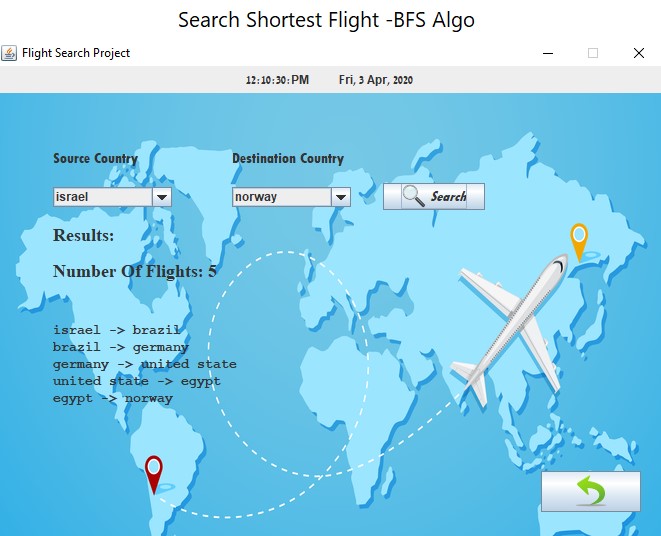 Search Shortest Flight -BFS Algo
Flight Search Project
12:10:30:PM Fri, 3 Apr, 2020
Source Country Destination Country
israel norway Search
Results:
Number Of Flights: 5
israel -> brazil
brazil -> germany
germany -> united state
united state -> egypt
egypt -> norway